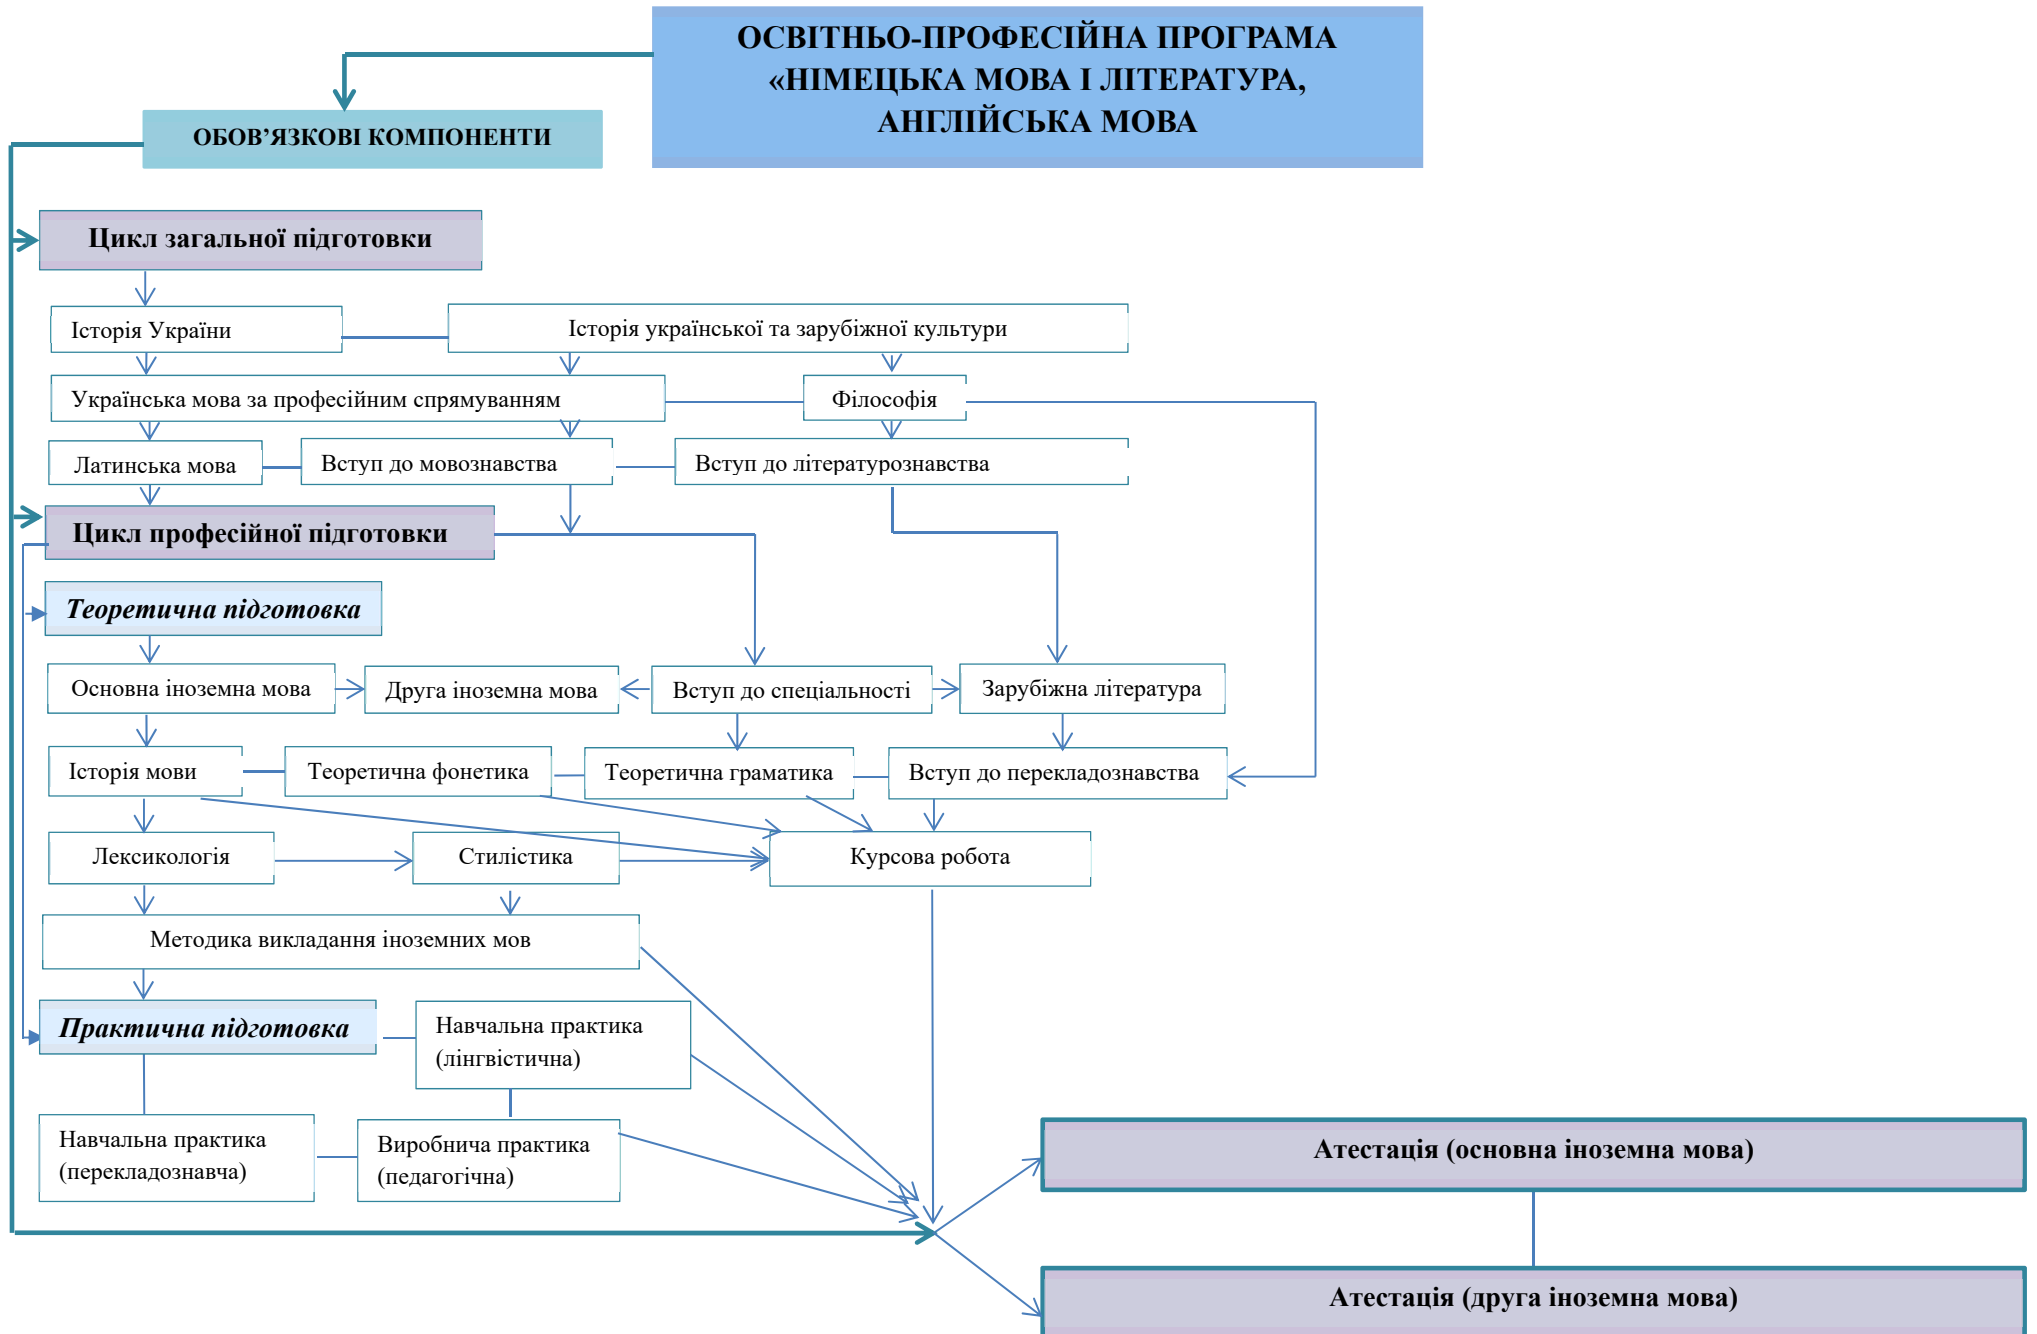 ОСВІТНЬО-ПРОФЕСІЙНА ПРОГРАМА
«НІМЕЦЬКА МОВА І ЛІТЕРАТУРА,
АНГЛІЙСЬКА МОВА
ОБОВ’ЯЗКОВІ КОМПОНЕНТИ
Цикл загальної підготовки
Історія України
Історія української та зарубіжної культури
Українська мова за професійним спрямуванням
Філософія
Латинська мова
Вступ до мовознавства
Вступ до літературознавства
Цикл професійної підготовки
Теоретична підготовка
Основна іноземна мова
Друга іноземна мова
Вступ до спеціальності
Зарубіжна література
Історія мови
Теоретична фонетика
Теоретична граматика
Вступ до перекладознавства
Лексикологія
Стилістика
Курсова робота
Методика викладання іноземних мов
Практична підготовка
Навчальна практика
(лінгвістична)
Навчальна практика
(перекладознавча)
Виробнича практика
(педагогічна)
Атестація (основна іноземна мова)
Атестація (друга іноземна мова)